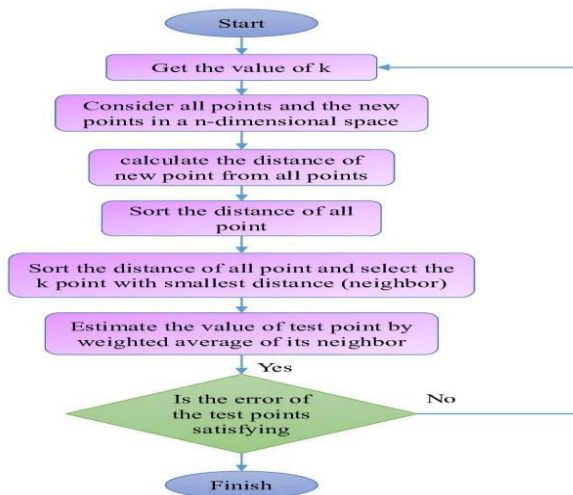 Start
Get the value of k
Consider all points and the new
points in a n-dimensional space
calculate the distance of
new point from all points
Sort the distance of all
point
Sort the distance of all point and select the
k point with smallest distance (neighbor)
Estimate the value of test point by
weighted average of its neighbor
Yes
Is the error of
the test points
satisfying
No
Finish